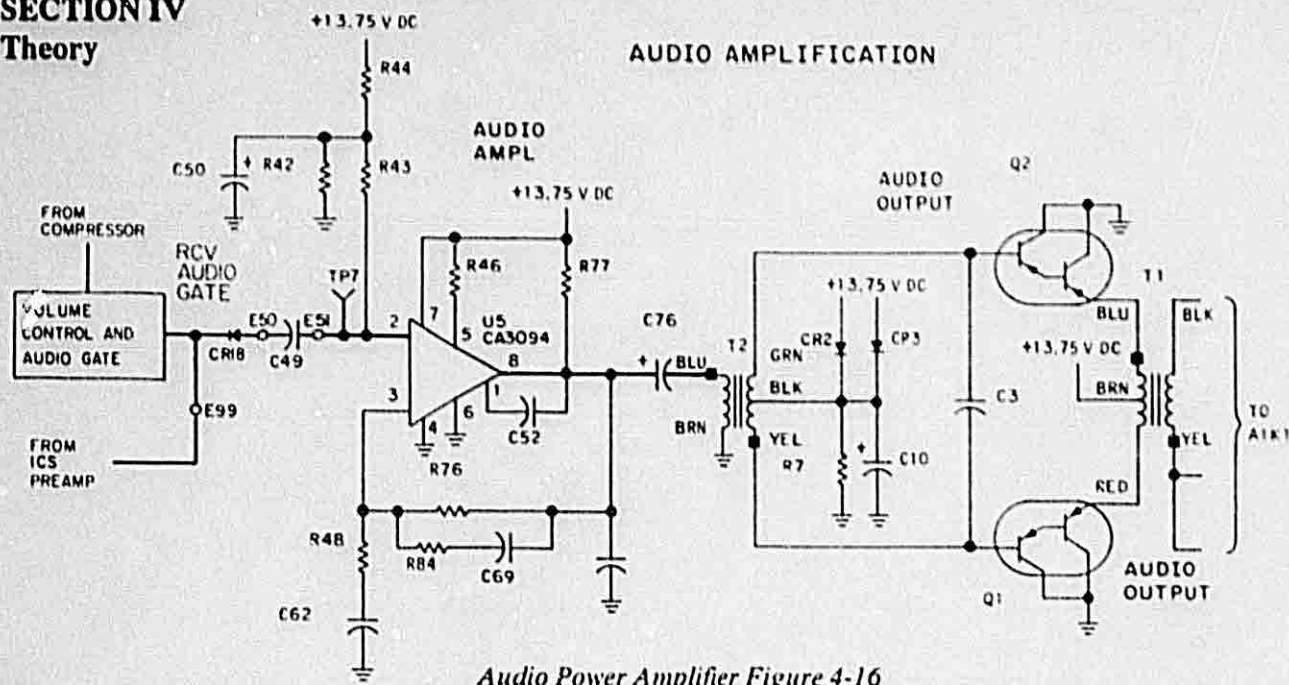 SECTION IV
Theory
+13.75 V DC
AUDIO AMPLIFICATION
R44
AUDIO
AMPL
C50
+
R42
R43
+13.75 V DC
Q2
AUDIO
OUTPUT
FROM
COMPRESSOR
RCV
AUDIO
GATE
TP7
R46
R77
+13.75 V DC
T1
VOLUME
CONTROL AND
AUDIO GATE
E50
E51
CR18
C49
2
7
5
U5
CA3094
8
C76
+
BLU
T2
GRN
CR2
CP3
BLU
BLK
+13.75 V DC
3
1
BLK
C3
BRN
TO
A1K1
E99
4
6
C52
BRN
YEL
+
YEL
FROM
ICS
PREAMP
R76
R7
C10
RED
R48
R84
C69
AUDIO
OUTPUT
C62
Q1
Audio Power Amplifier Figure 4-16